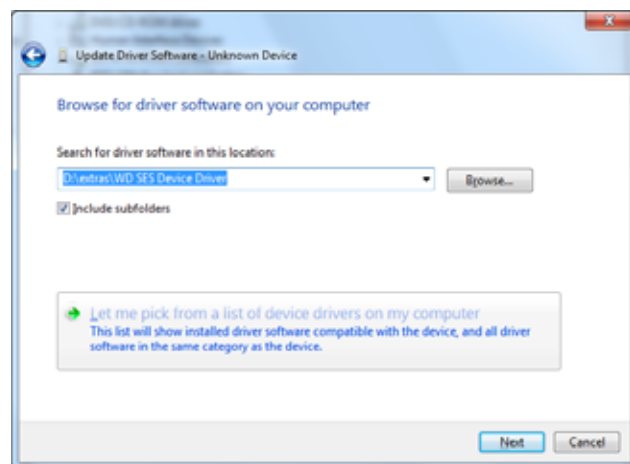 Update Driver Software - Unknown Device
Browse for driver software on your computer
Search for driver software in this location:
D:\extras\WD SES Device Driver
Browse...
Include subfolders
Let me pick from a list of device drivers on my computer
This list will show installed driver software compatible with the device, and all driver
software in the same category as the device.
Next
Cancel